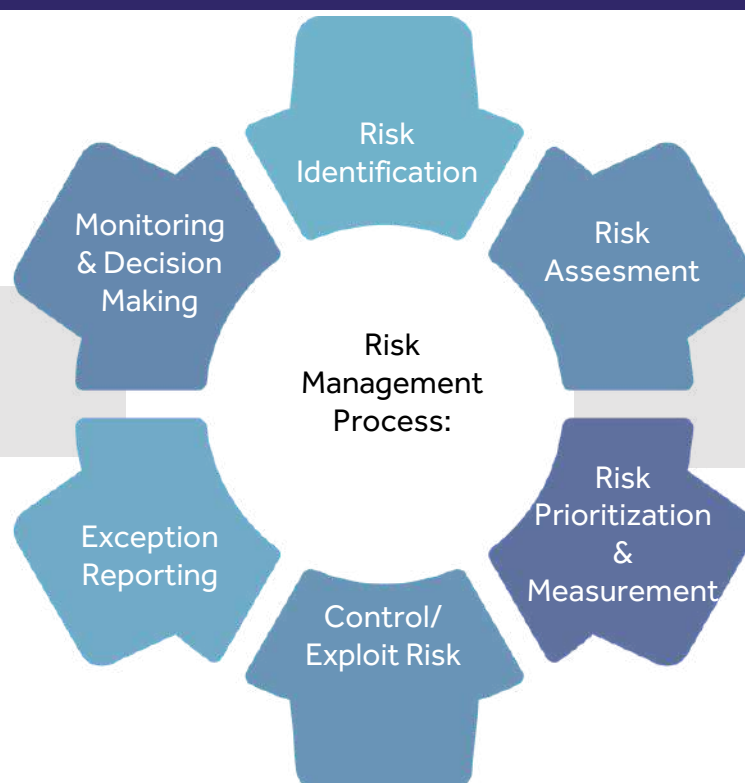 Risk
Identification
Risk
Assesment
Risk
Prioritization
&
Measurement
Control/
Exploit Risk
Exception
Reporting
Monitoring
& Decision
Making
Risk
Management
Process: